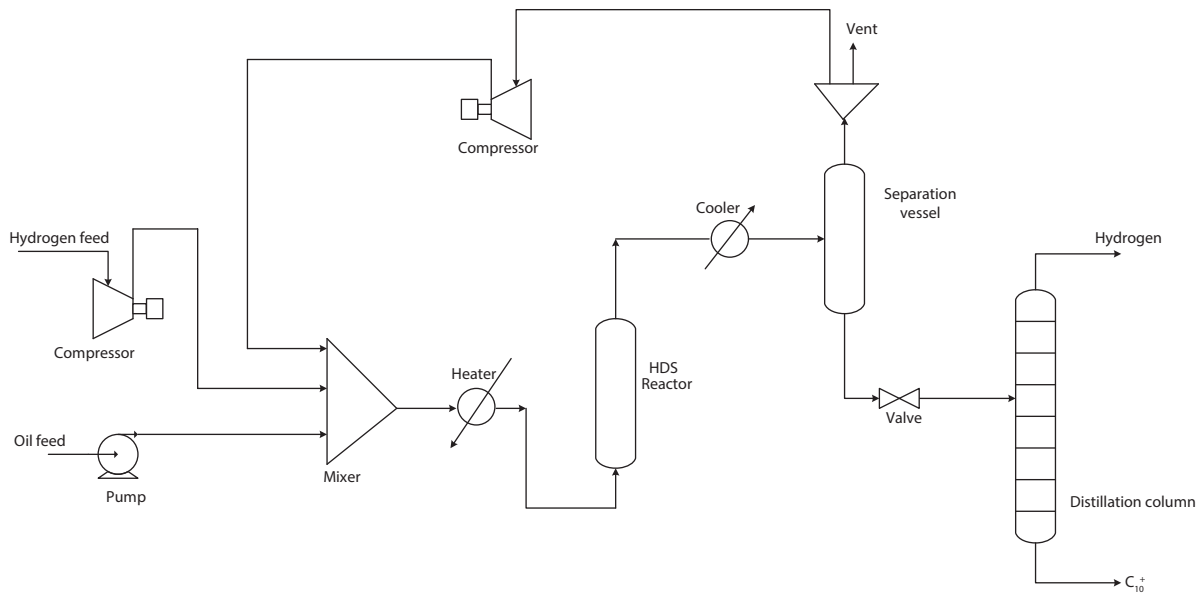 Vent
Compressor
Separation
vessel
Cooler
Hydrogen feed
Hydrogen
Compressor
Heater
HDS
Reactor
Valve
Oil feed
Mixer
Pump
Distillation column
C₁₀⁺